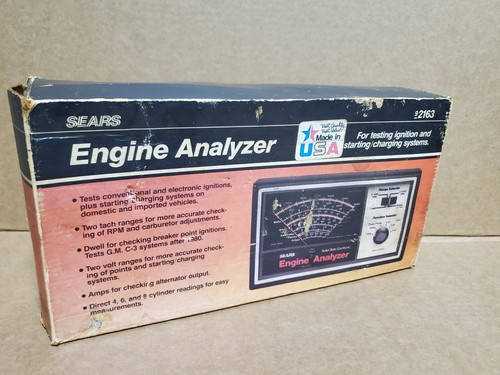 SEARS
Engine Analyzer
Made in
USA
92163
For testing ignition and
starting/charging systems.
• Tests conventional and electronic ignitions,
plus starting/charging systems on
domestic and imported vehicles.
• Two tach ranges for more accurate check-
ing of RPM and carburetor adjustments.
• Dwell for checking breaker point ignitions.
Tests G.M. C-3 systems after 1980.
• Two volt ranges for more accurate check-
ing of points and starting/charging
systems.
• Amps for checking alternator output.
• Direct 4, 6, and 8 cylinder readings for easy
measurements.
SEARS
Engine Analyzer